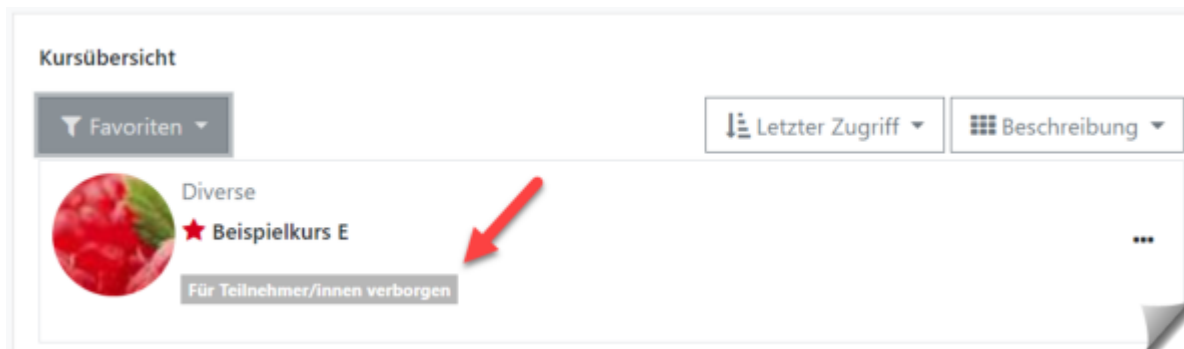 Kursübersicht
Favoriten
Letzter Zugriff
Beschreibung
Diverse
Beispielkurs E
Für Teilnehmer/innen verborgen